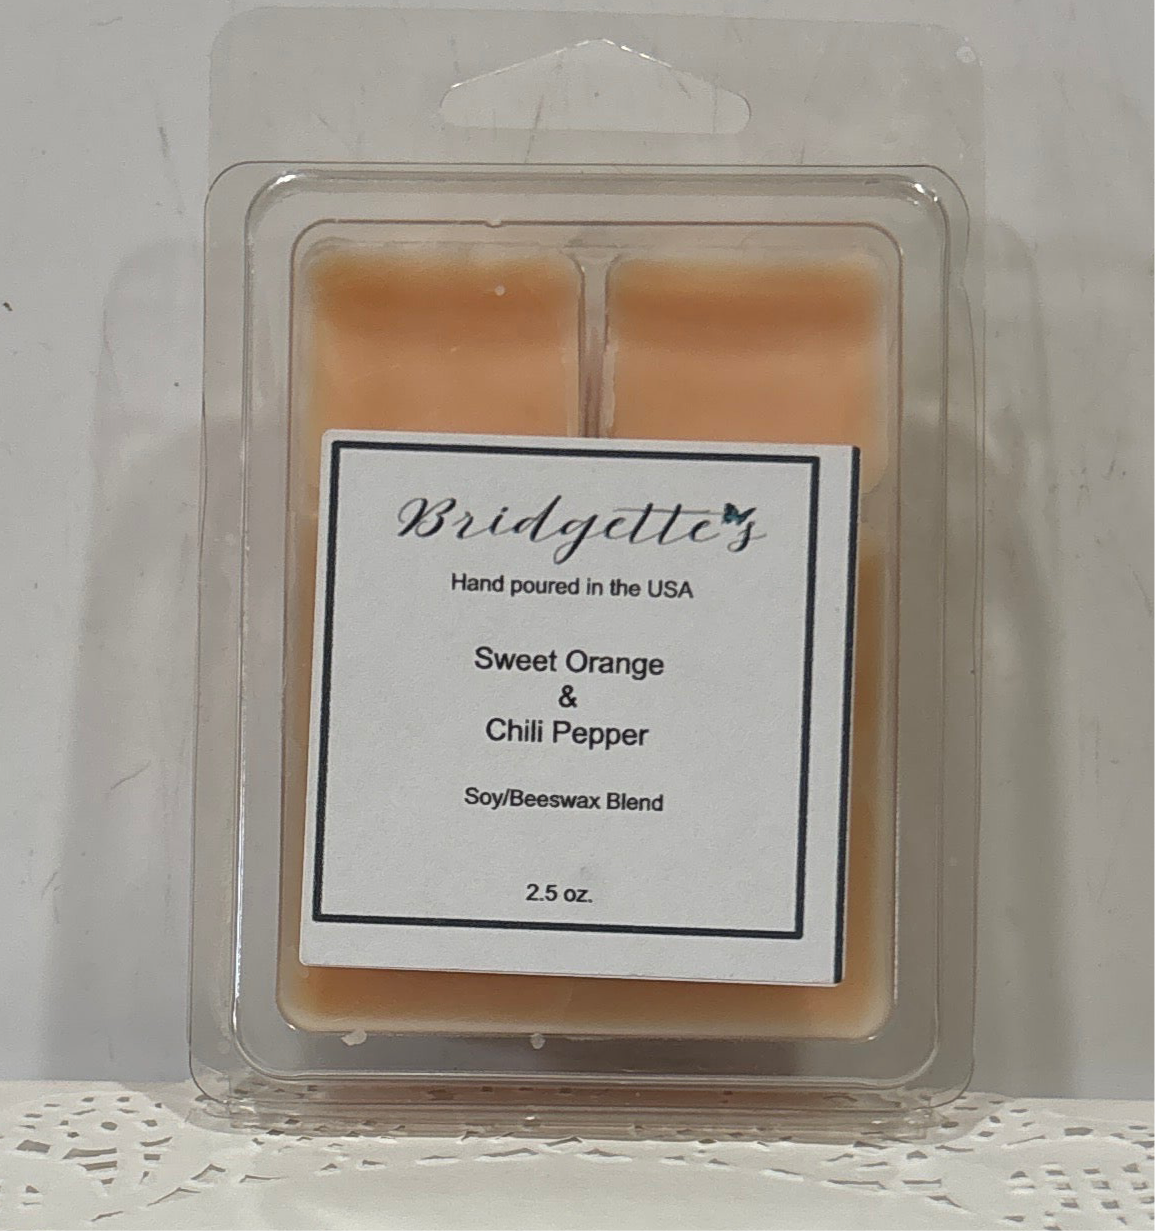 Bridgette's
Hand poured in the USA
Sweet Orange
&
Chili Pepper
Soy/Beeswax Blend
2.5 oz.